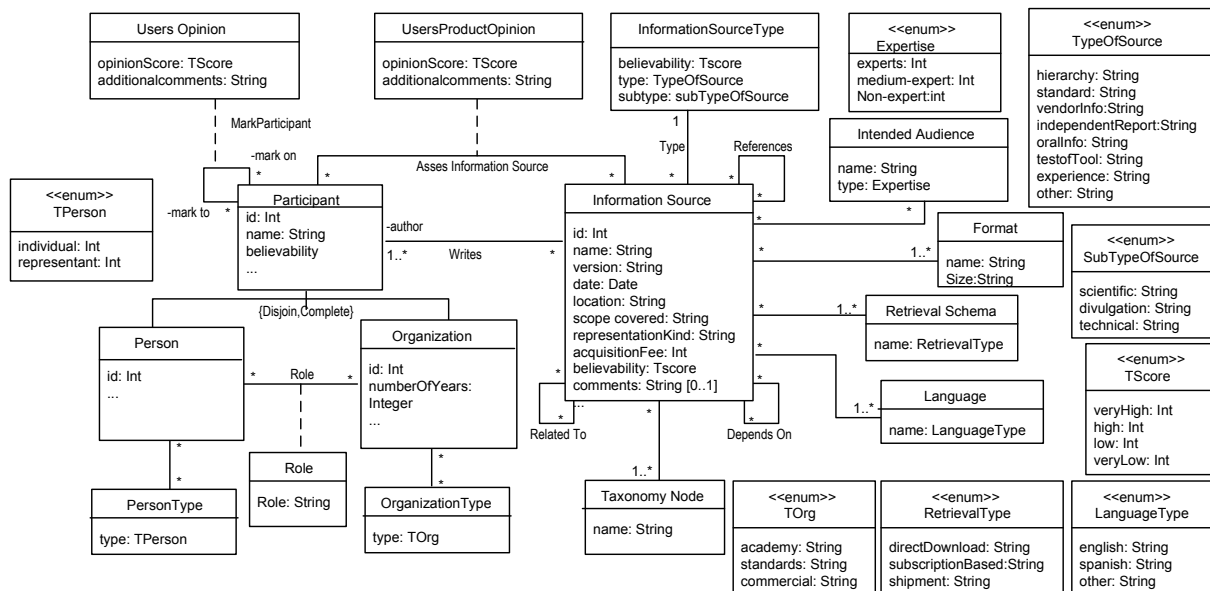 Users Opinion
opinionScore: TScore
additionalcomments: String
UsersProductOpinion
opinionScore: TScore
additionalcomments: String
InformationSourceType
believability: Tscore
type: TypeOfSource
subtype: subTypeOfSource
<<enum>>
Expertise
experts: Int
medium-expert: Int
Non-expert:int
<<enum>>
TypeOfSource
hierarchy: String
standard: String
vendorInfo:String
independentReport:String
oralInfo: String
testofTool: String
experience: String
other: String
MarkParticipant
-mark on
*
-mark to
*
Asses Information Source
*
*
1
Type
*
References
*
*
Intended Audience
name: String
type: Expertise
*
*
<<enum>>
TPerson
individual: Int
representant: Int
Participant
id: Int
name: String
believability
...
-author
1..*
Writes
*
Information Source
id: Int
name: String
version: String
date: Date
location: String
scope covered: String
representationKind: String
acquisitionFee: Int
believability: Tscore
comments: String [0..1]
...
*
1..*
Format
name: String
Size:String
<<enum>>
SubTypeOfSource
scientific: String
divulgation: String
technical: String
{Disjoin,Complete}
Person
id: Int
...
*
Role
*
Organization
id: Int
numberOfYears:
Integer
...
*
1..*
Retrieval Schema
name: RetrievalType
*
1..*
Language
name: LanguageType
<<enum>>
TScore
veryHigh: Int
high: Int
low: Int
veryLow: Int
*
*
Related To
*
*
Depends On
*
*
*
*
Role
Role: String
PersonType
type: TPerson
OrganizationType
type: TOrg
*
1..*
Taxonomy Node
name: String
<<enum>>
TOrg
academy: String
standards: String
commercial: String
<<enum>>
RetrievalType
directDownload: String
subscriptionBased:String
shipment: String
<<enum>>
LanguageType
english: String
spanish: String
other: String